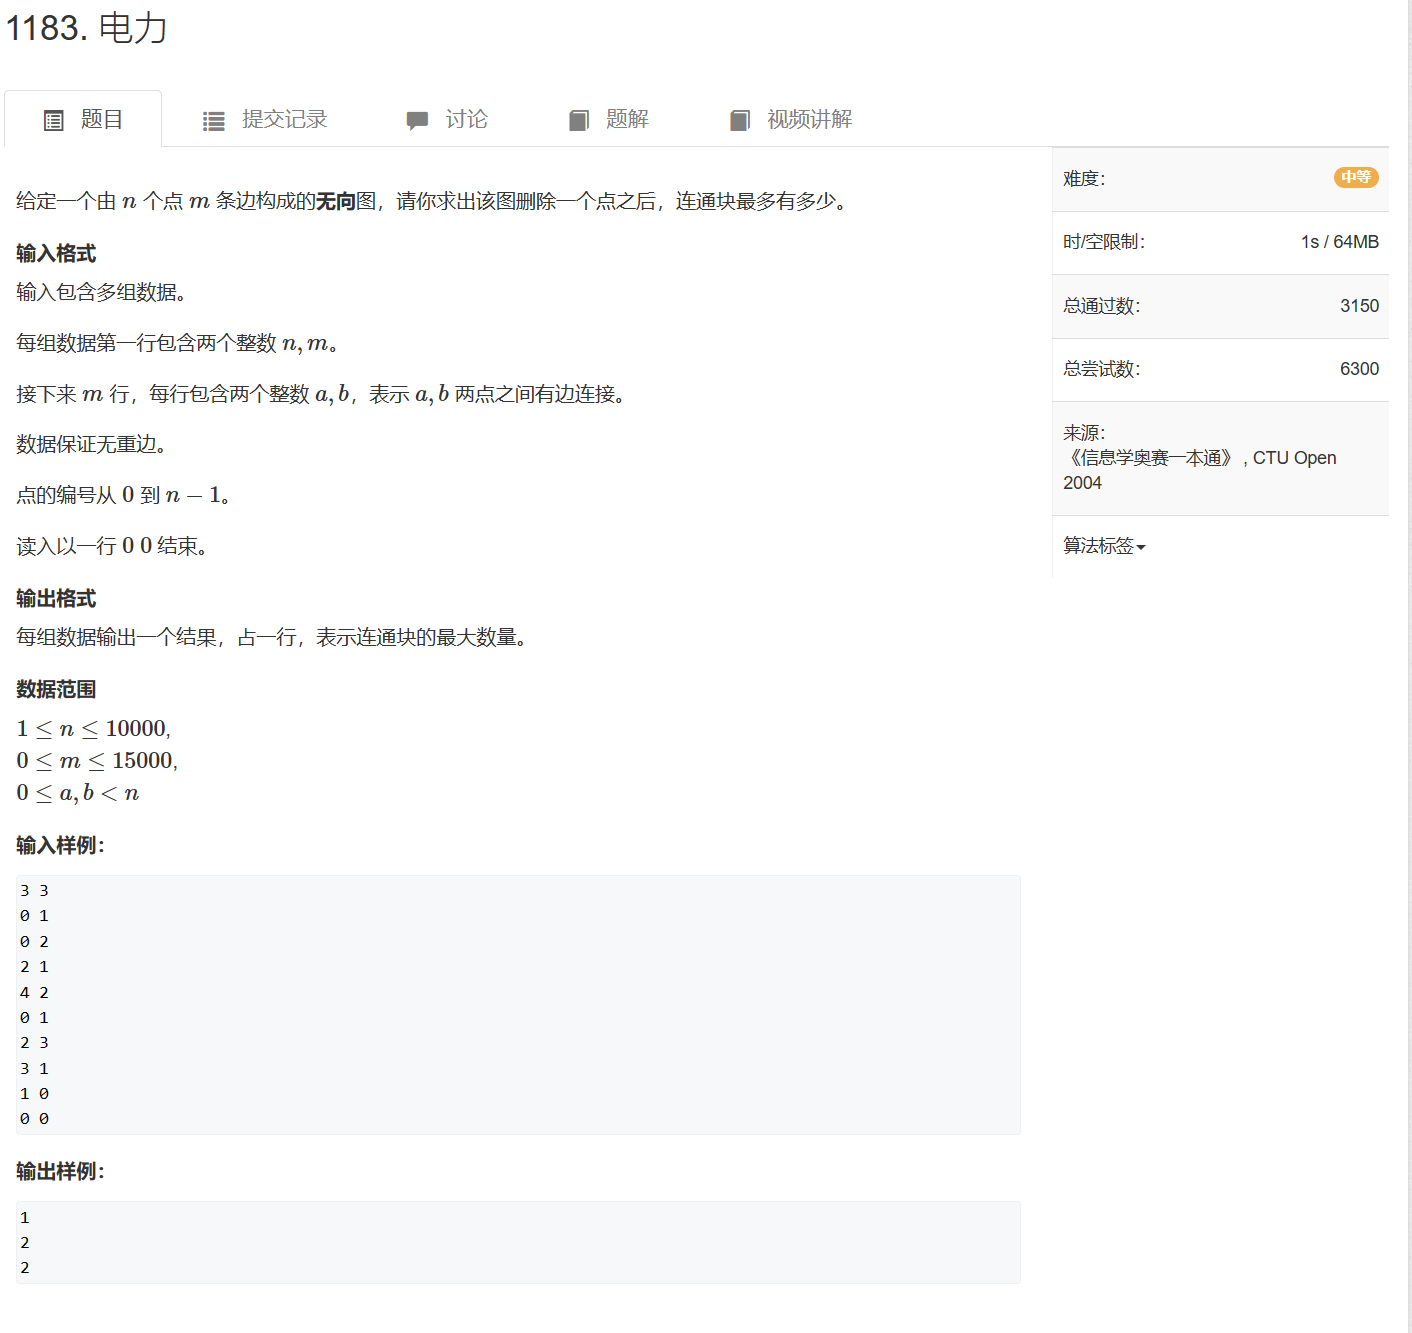 1183. 电力
题目
提交记录
讨论
题解
视频讲解
给定一个由 n 个点 m 条边构成的无向图，请你求出该图删除一个点之后，连通块最多有多少。
输入格式
输入包含多组数据。
每组数据第一行包含两个整数 n, m。
接下来 m 行，每行包含两个整数 a, b，表示 a, b 两点之间有边连接。
数据保证无重边。
点的编号从 0 到 n − 1。
读入以一行 0 0 结束。
输出格式
每组数据输出一个结果，占一行，表示连通块的最大数量。
数据范围
1 ≤ n ≤ 10000,
0 ≤ m ≤ 15000,
0 ≤ a, b < n
输入样例：
3 3
0 1
0 2
2 1
4 2
0 1
2 3
3 1
1 0
0 0
输出样例：
1
2
2
难度： 中等
时/空限制： 1s / 64MB
总通过数： 3150
总尝试数： 6300
来源：
《信息学奥赛一本通》 , CTU Open
2004
算法标签